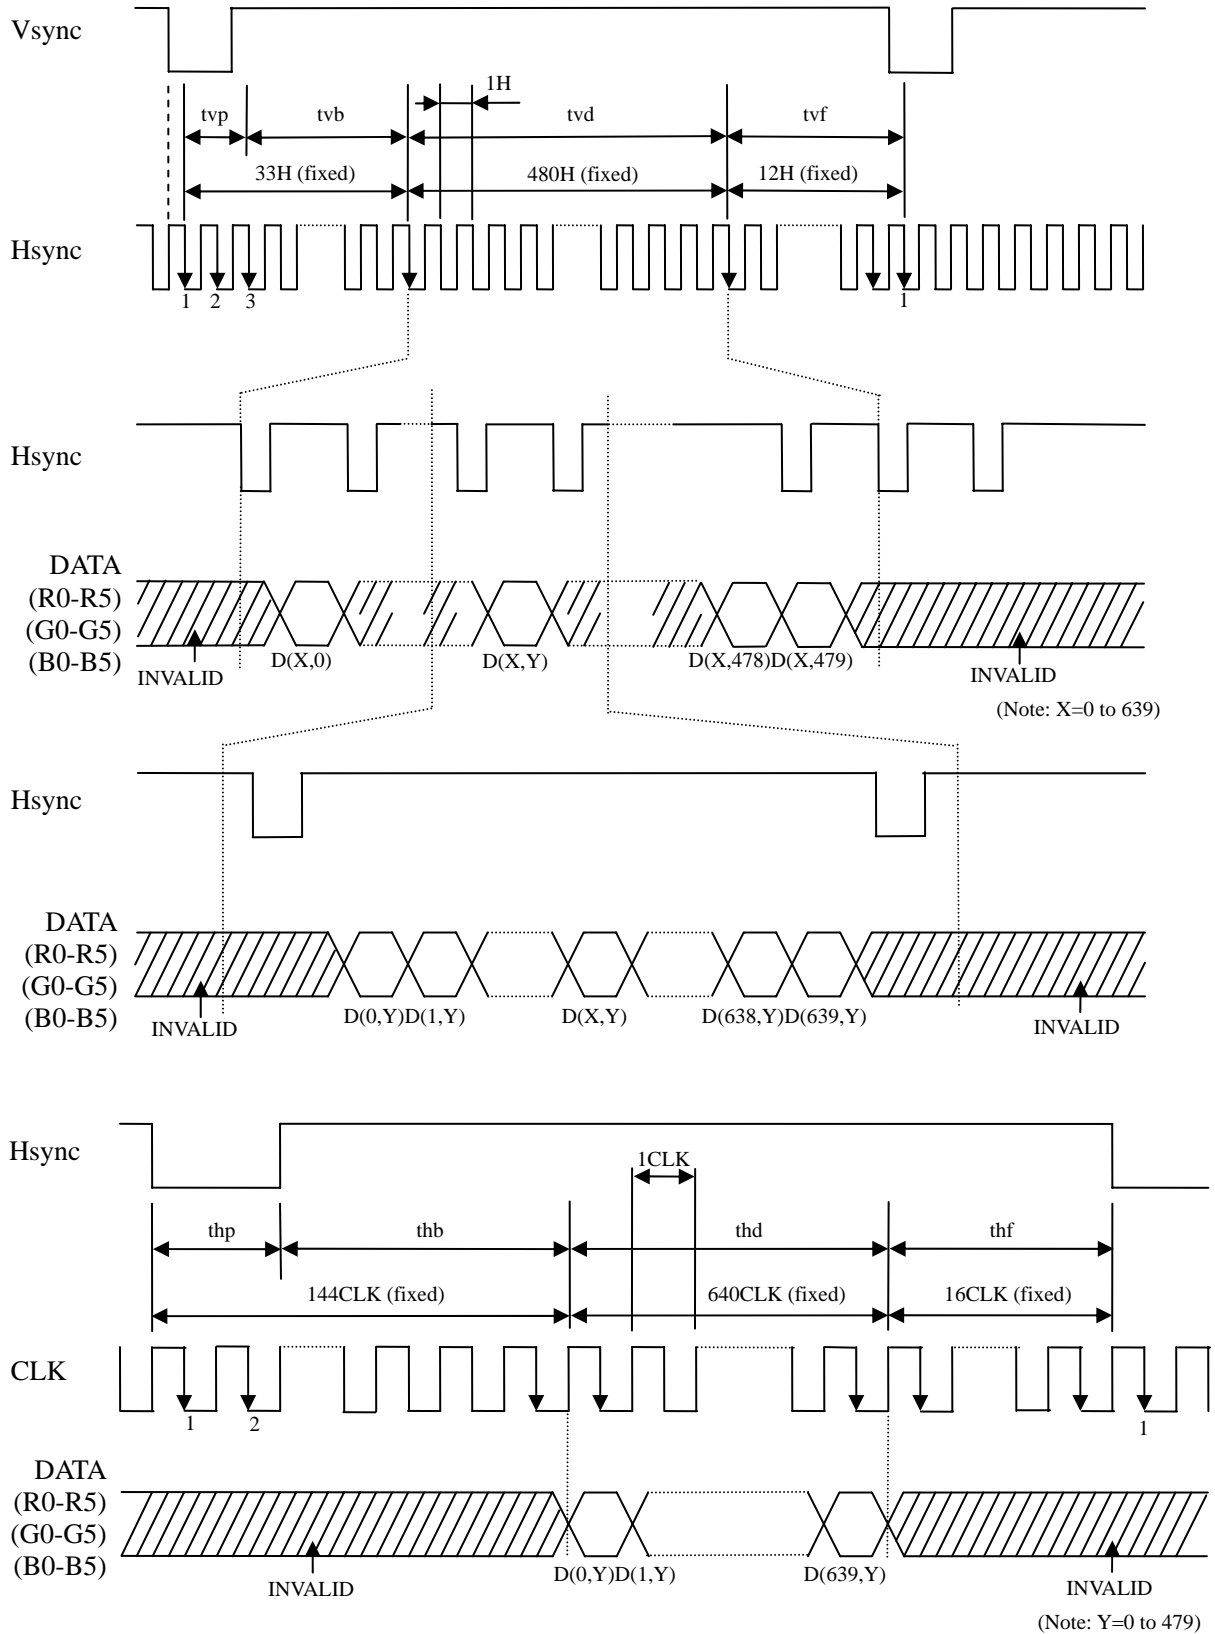 Vsync
1H
tvp
tvb
tvd
tvf
33H (fixed)
480H (fixed)
12H (fixed)
Hsync
1
2
3
1
Hsync
DATA
(R0-R5)
(G0-G5)
(B0-B5)
INVALID
D(X,0)
D(X,Y)
D(X,478)D(X,479)
INVALID
(Note: X=0 to 639)
Hsync
DATA
(R0-R5)
(G0-G5)
(B0-B5)
INVALID
D(0,Y)D(1,Y)
D(X,Y)
D(638,Y)D(639,Y)
INVALID
Hsync
1CLK
thp
thb
thd
thf
144CLK (fixed)
640CLK (fixed)
16CLK (fixed)
CLK
1
2
1
DATA
(R0-R5)
(G0-G5)
(B0-B5)
INVALID
D(0,Y)D(1,Y)
D(639,Y)
INVALID
(Note: Y=0 to 479)